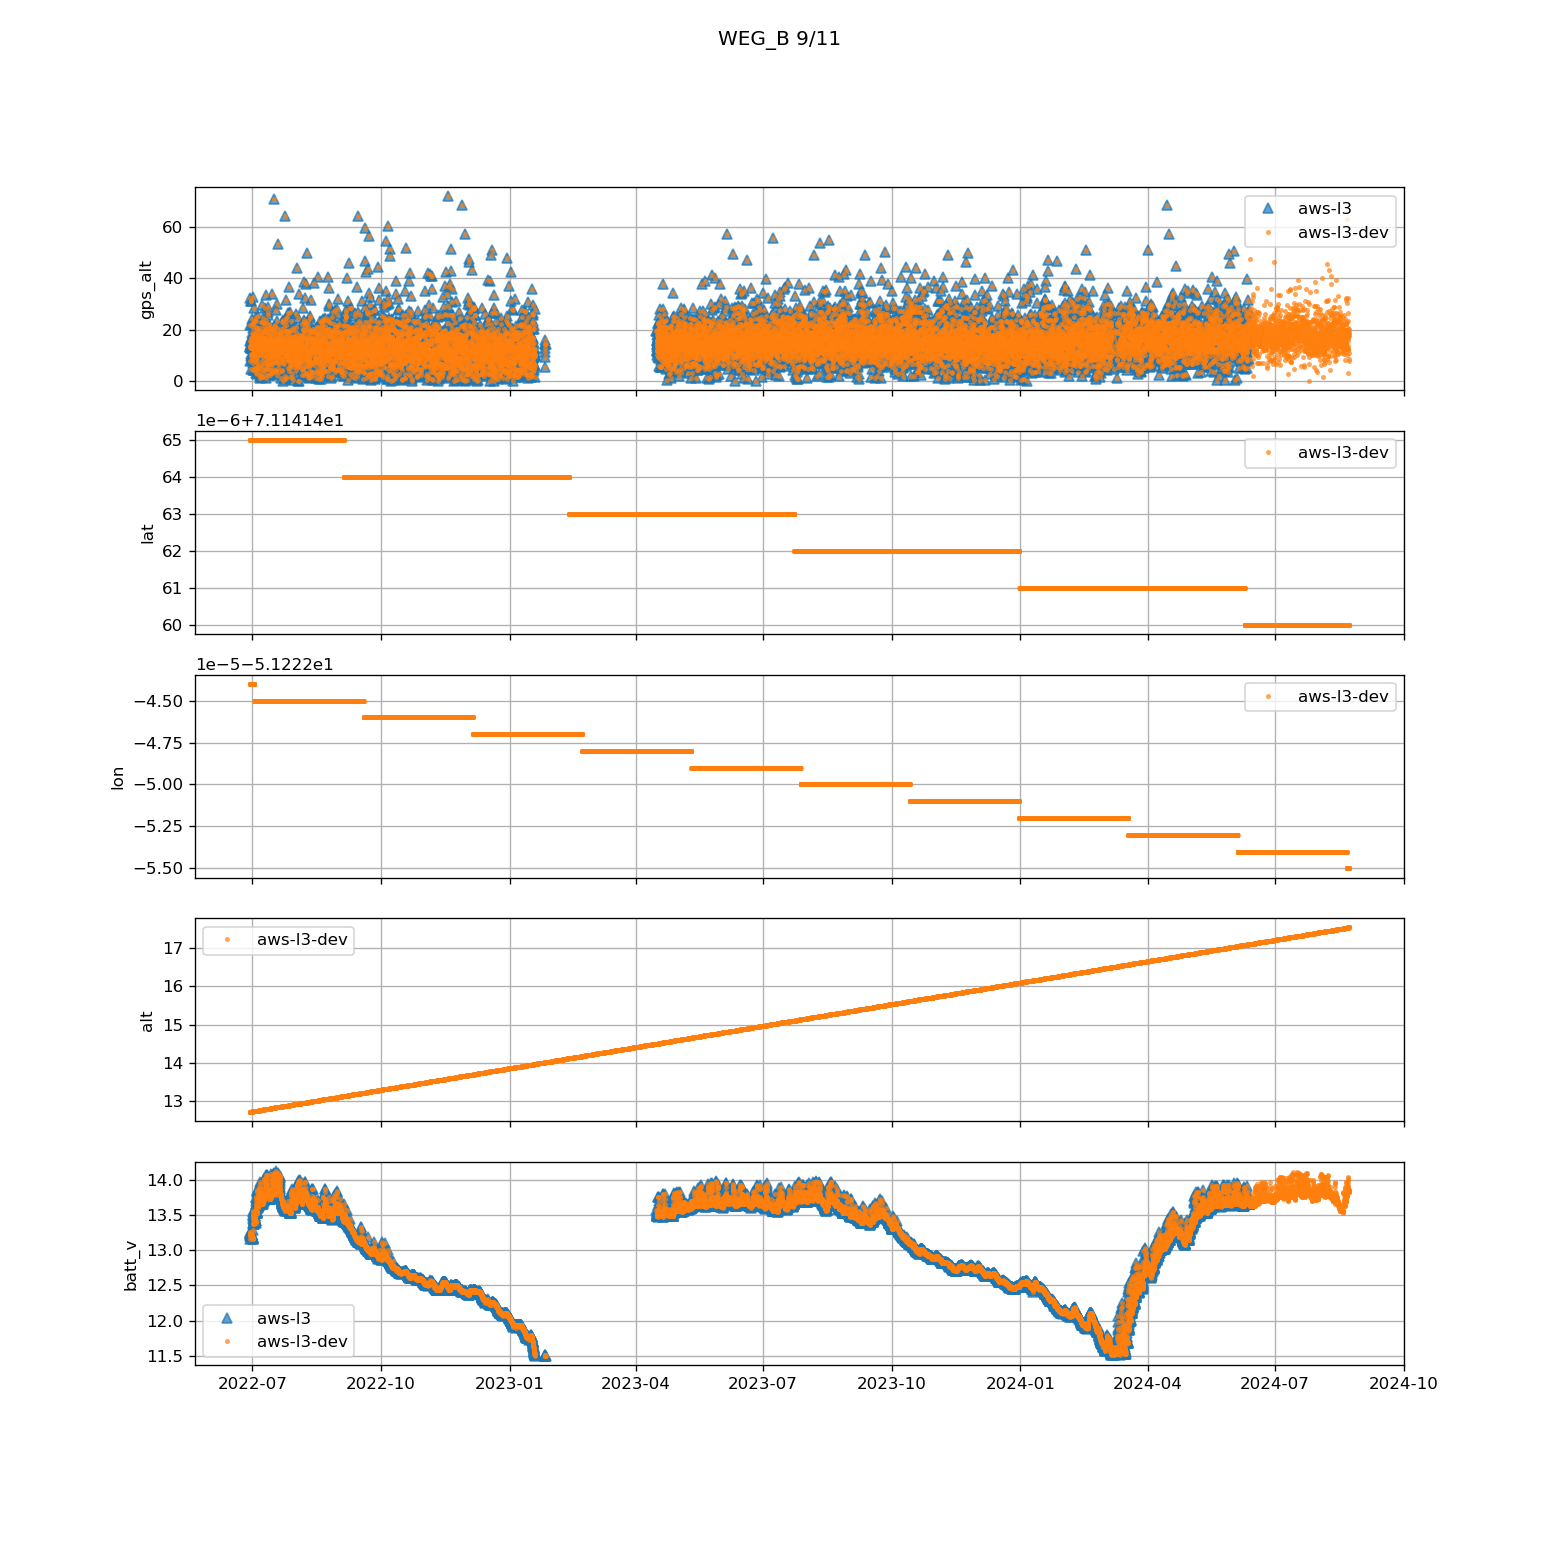 WEG_B 9/11
gps_alt
60
40
20
0
aws-l3
aws-l3-dev
1e−6+7.11414e1
lat
65
64
63
62
61
60
aws-l3-dev
1e−5−5.1222e1
lon
−4.50
−4.75
−5.00
−5.25
−5.50
aws-l3-dev
alt
17
16
15
14
13
aws-l3-dev
batt_v
14.0
13.5
13.0
12.5
12.0
11.5
aws-l3
aws-l3-dev
2022-07 2022-10 2023-01 2023-04 2023-07 2023-10 2024-01 2024-04 2024-07 2024-10